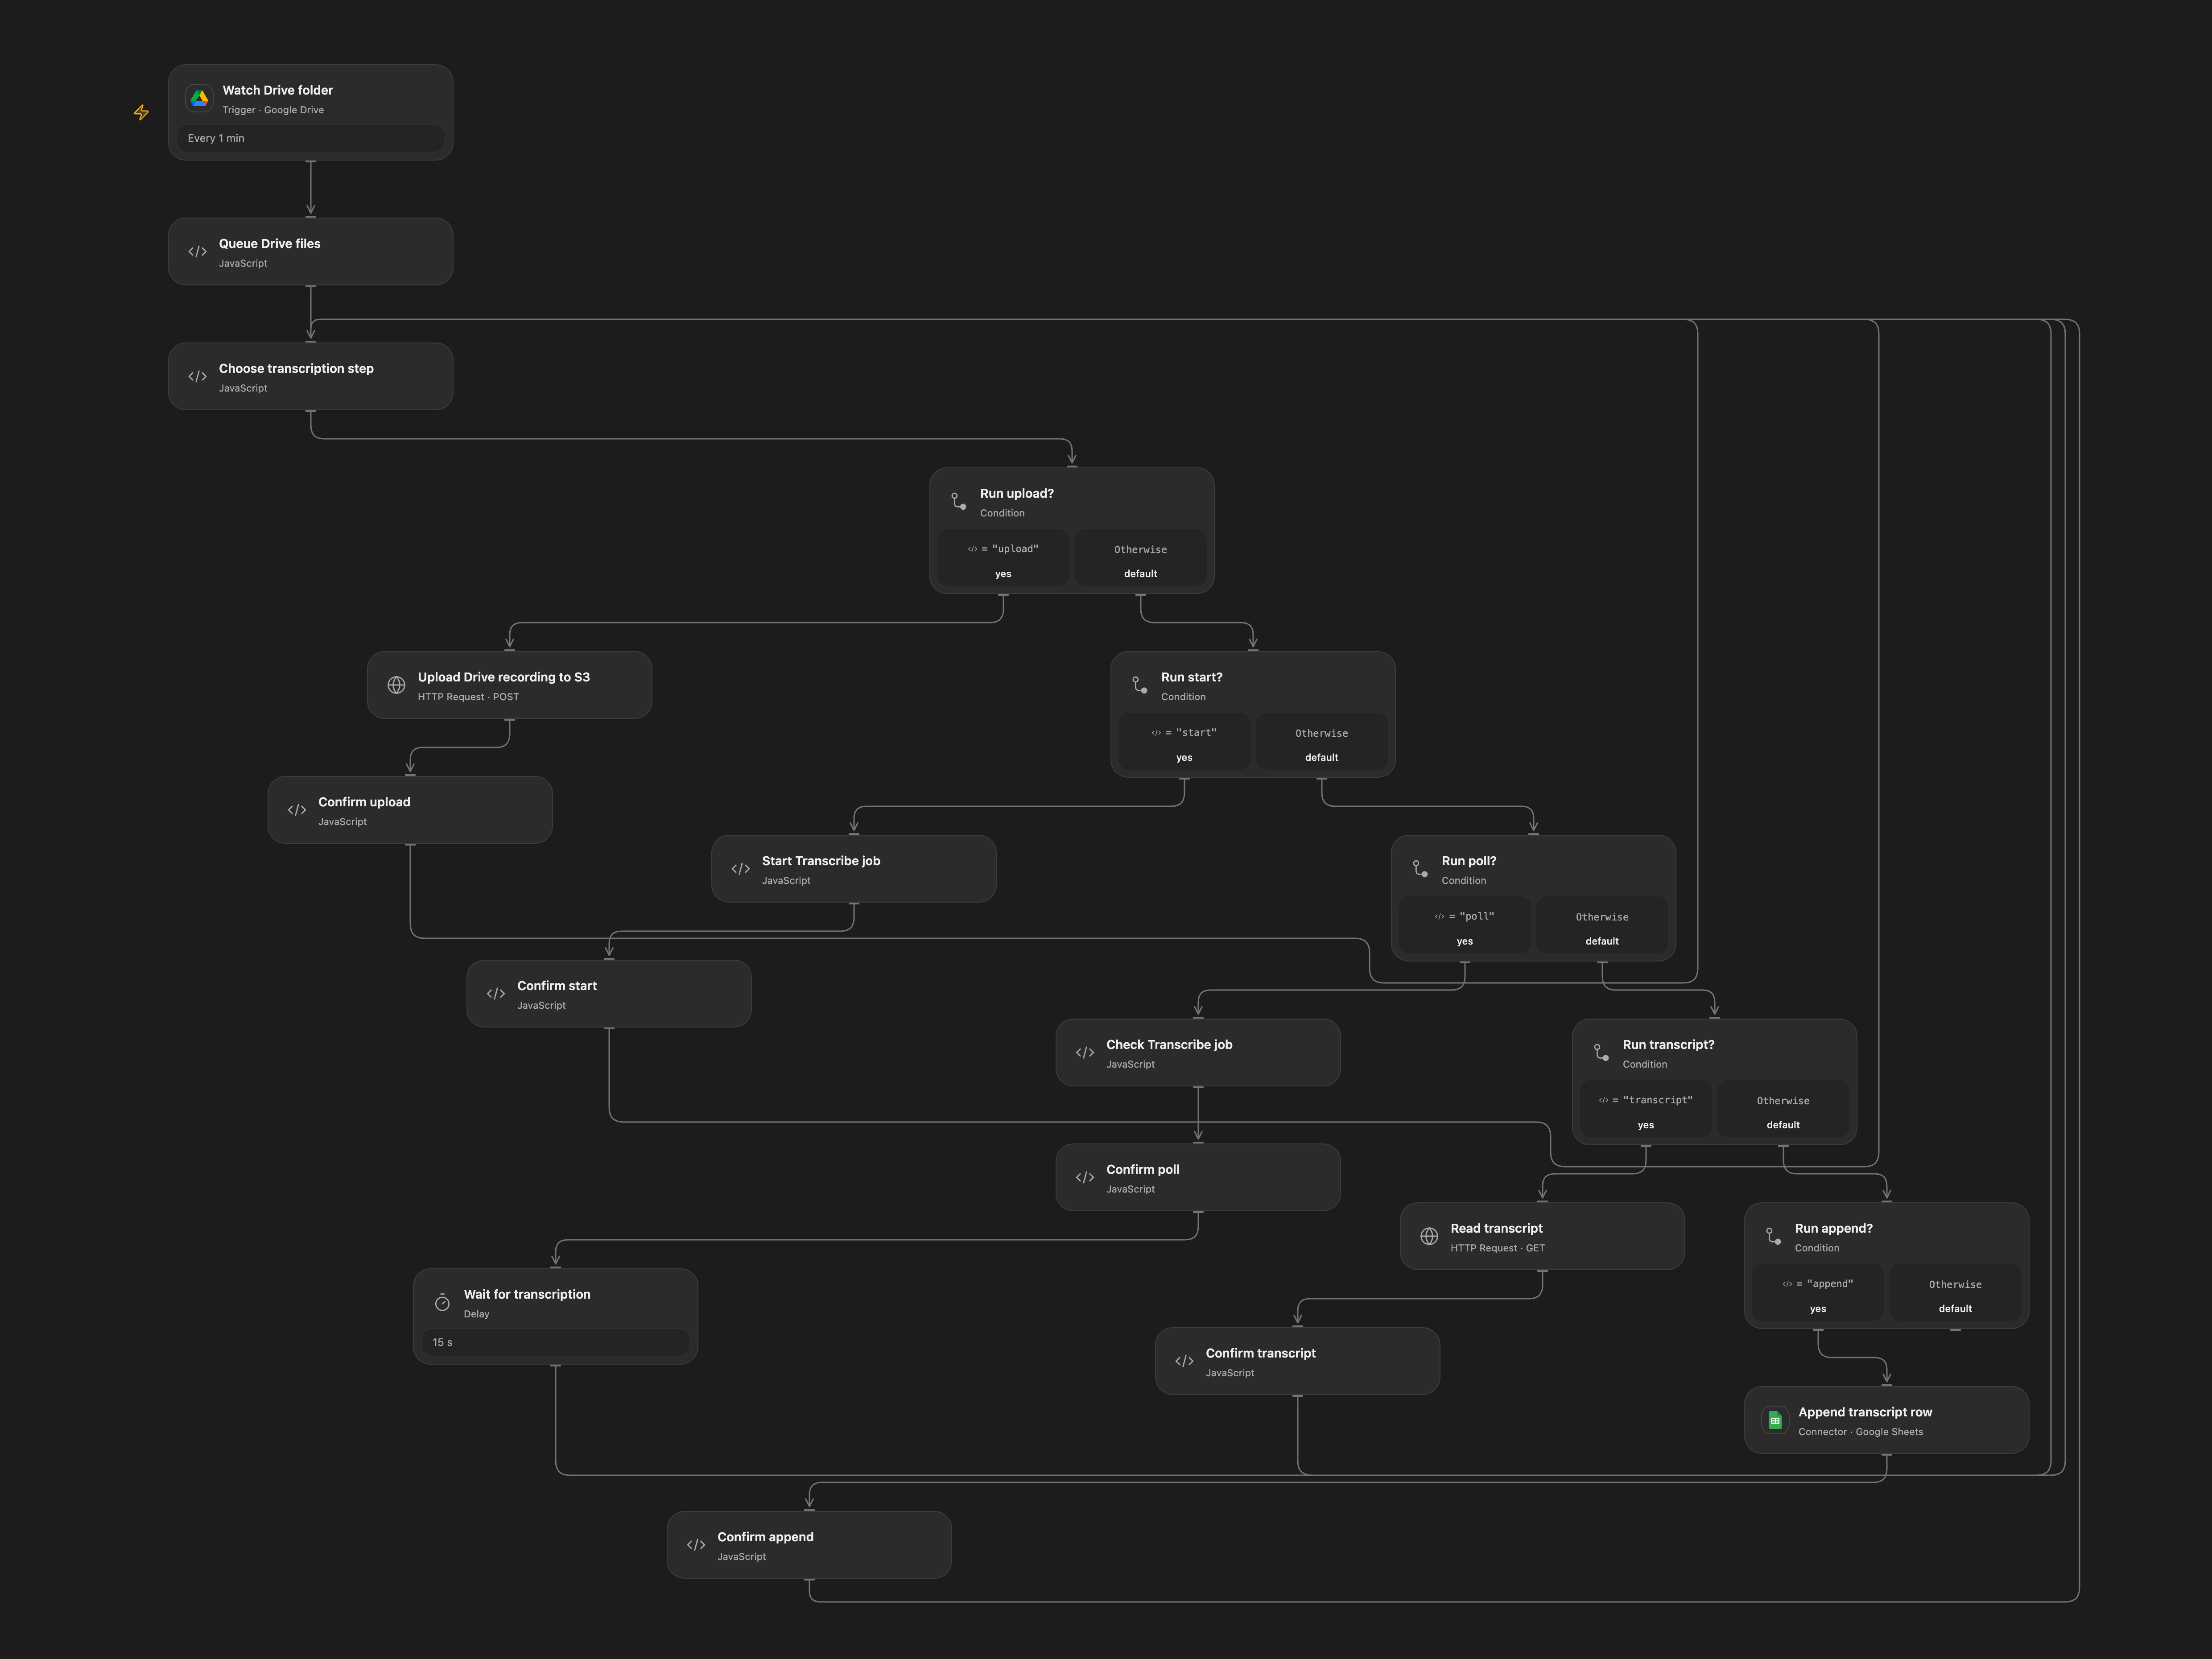 Watch Drive folder
Trigger · Google Drive
Every 1 min
Queue Drive files
JavaScript
Choose transcription step
JavaScript
Run upload?
Condition
</> = "upload"
yes
Otherwise
default
Upload Drive recording to S3
HTTP Request · POST
Run start?
Condition
</> = "start"
yes
Otherwise
default
Confirm upload
JavaScript
Start Transcribe job
JavaScript
Run poll?
Condition
</> = "poll"
yes
Otherwise
default
Confirm start
JavaScript
Check Transcribe job
JavaScript
Run transcript?
Condition
</> = "transcript"
yes
Otherwise
default
Confirm poll
JavaScript
Read transcript
HTTP Request · GET
Run append?
Condition
</> = "append"
yes
Otherwise
default
Wait for transcription
Delay
15 s
Confirm transcript
JavaScript
Append transcript row
Connector · Google Sheets
Confirm append
JavaScript